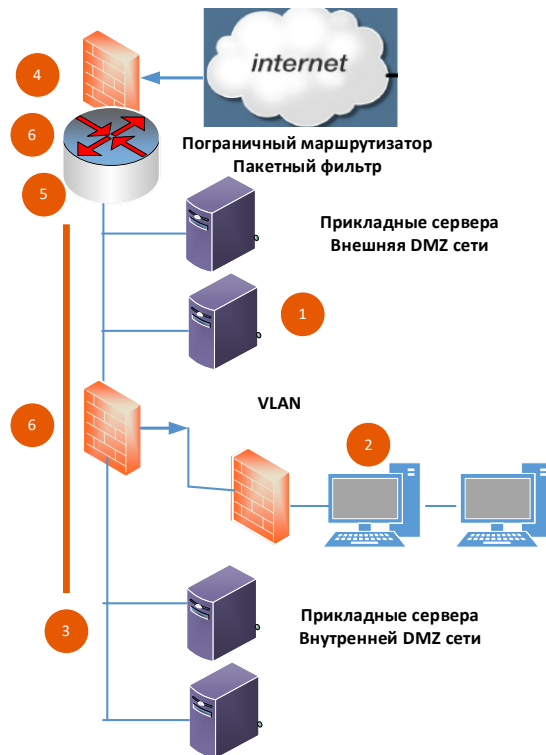 internet
4
6
Пограничный маршрутизатор
Пакетный фильтр
5
Прикладные сервера
Внешняя DMZ сети
1
VLAN
6
2
Прикладные сервера
Внутренней DMZ сети
3